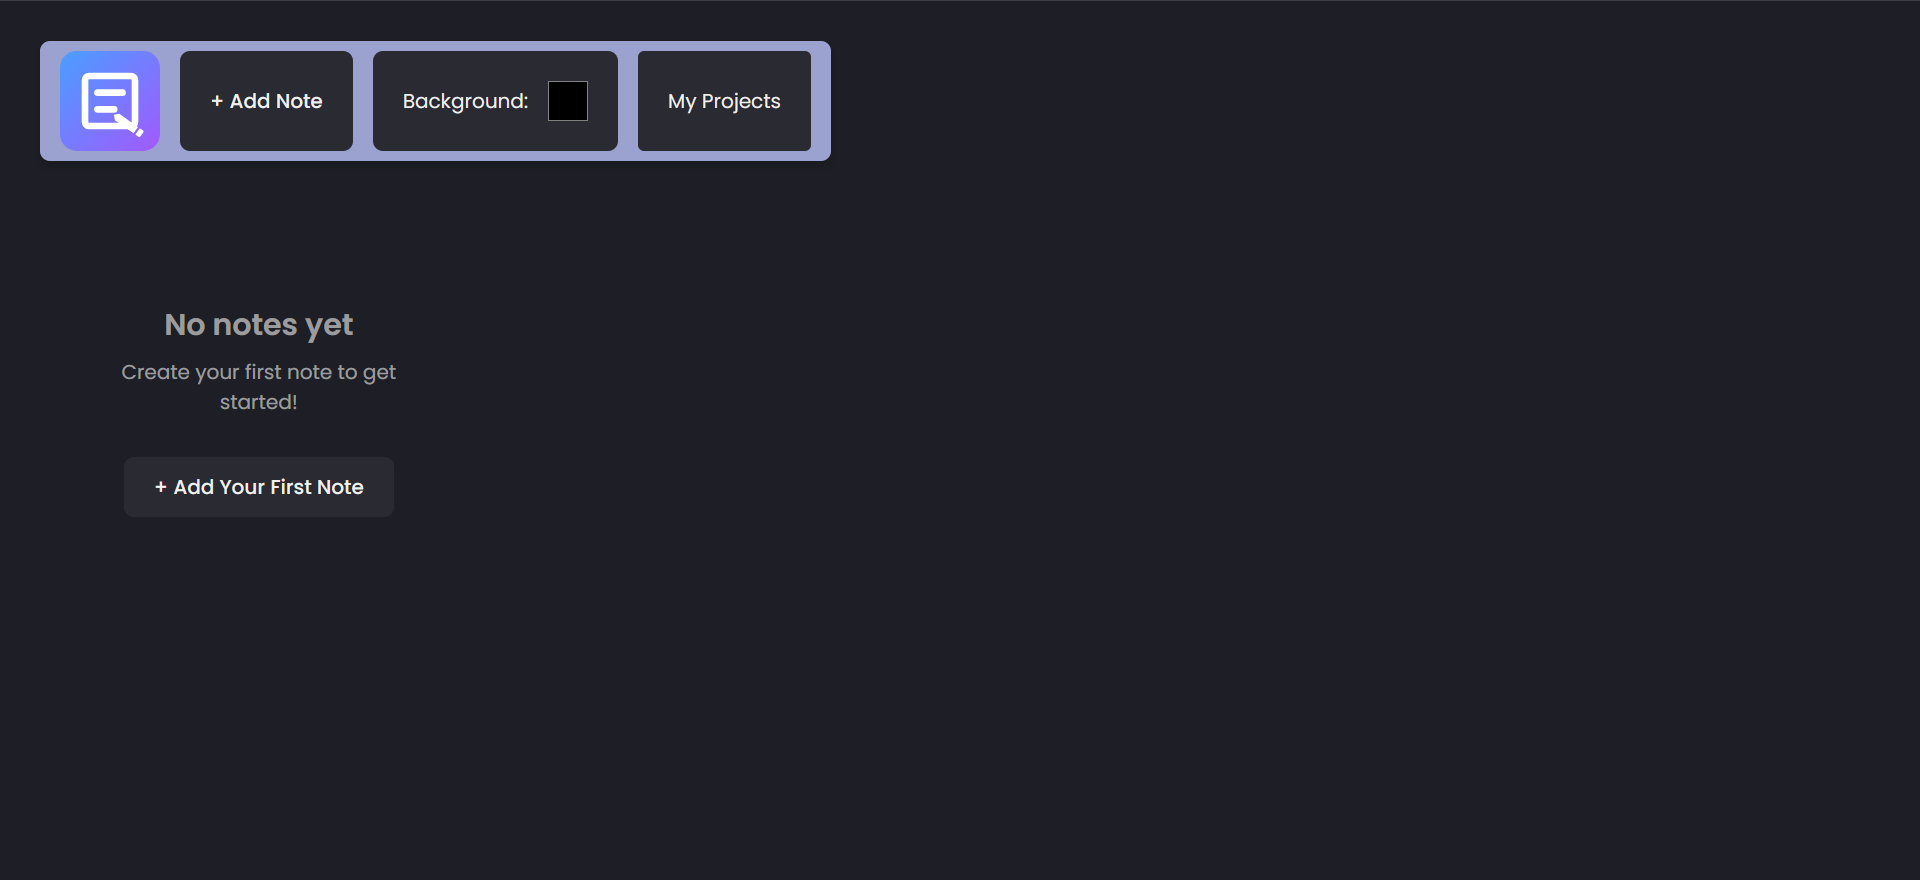 + Add Note
Background:
My Projects
No notes yet
Create your first note to get
started!
+ Add Your First Note